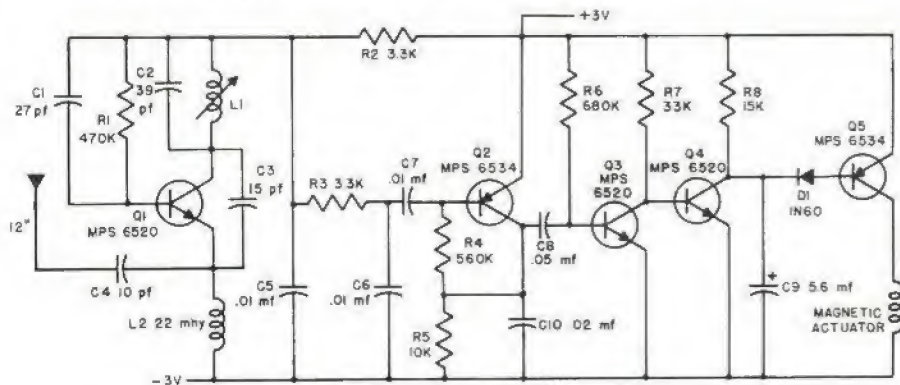 +3V
R2 3.3K
C1
27 pf
R1
470K
C2
39
pf
L1
C3
15 pf
Q1
MPS 6520
12"
C4 10 pf
L2 22 mhy
-3V
R3 3.3K
C7
.01 mf
C5
.01 mf
C6
.01 mf
Q2
MPS 6534
R4
560K
R5
10K
C8
.05 mf
C10 .02 mf
R6
680K
Q3
MPS
6520
R7
33K
Q4
MPS 6520
R8
15K
D1
IN60
Q5
MPS 6534
+
C9 5.6 mf
MAGNETIC
ACTUATOR